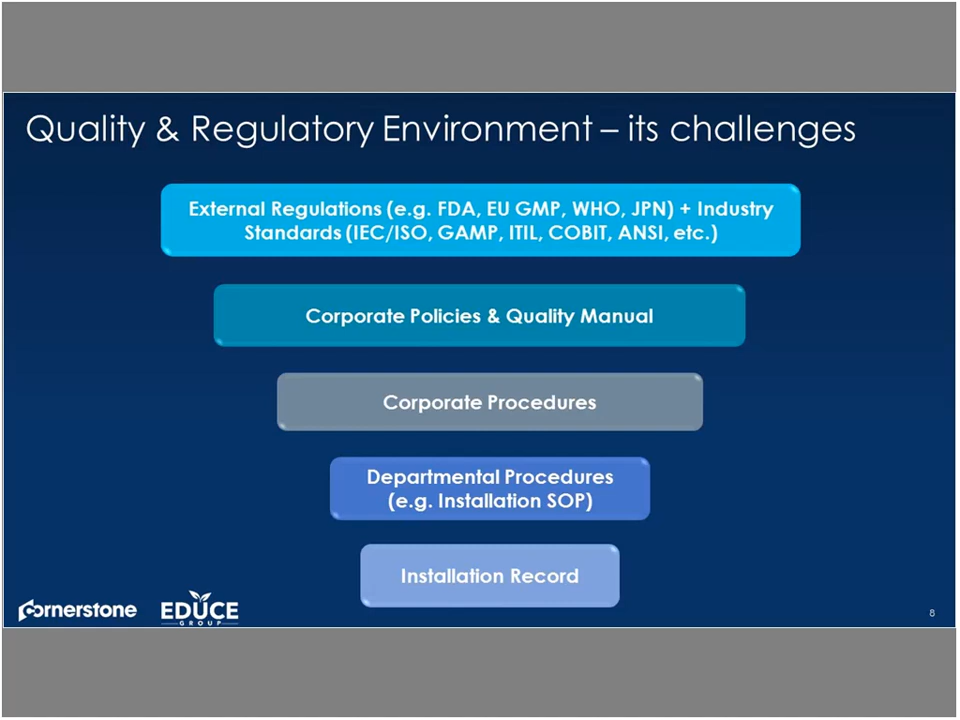 Quality & Regulatory Environment – its challenges
External Regulations (e.g. FDA, EU GMP, WHO, JPN) + Industry
Standards (IEC/ISO, GAMP, ITIL, COBIT, ANSI, etc.)
Corporate Policies & Quality Manual
Corporate Procedures
Departmental Procedures
(e.g. Installation SOP)
Installation Record
cornerstone
EDUCE
GROUP
8